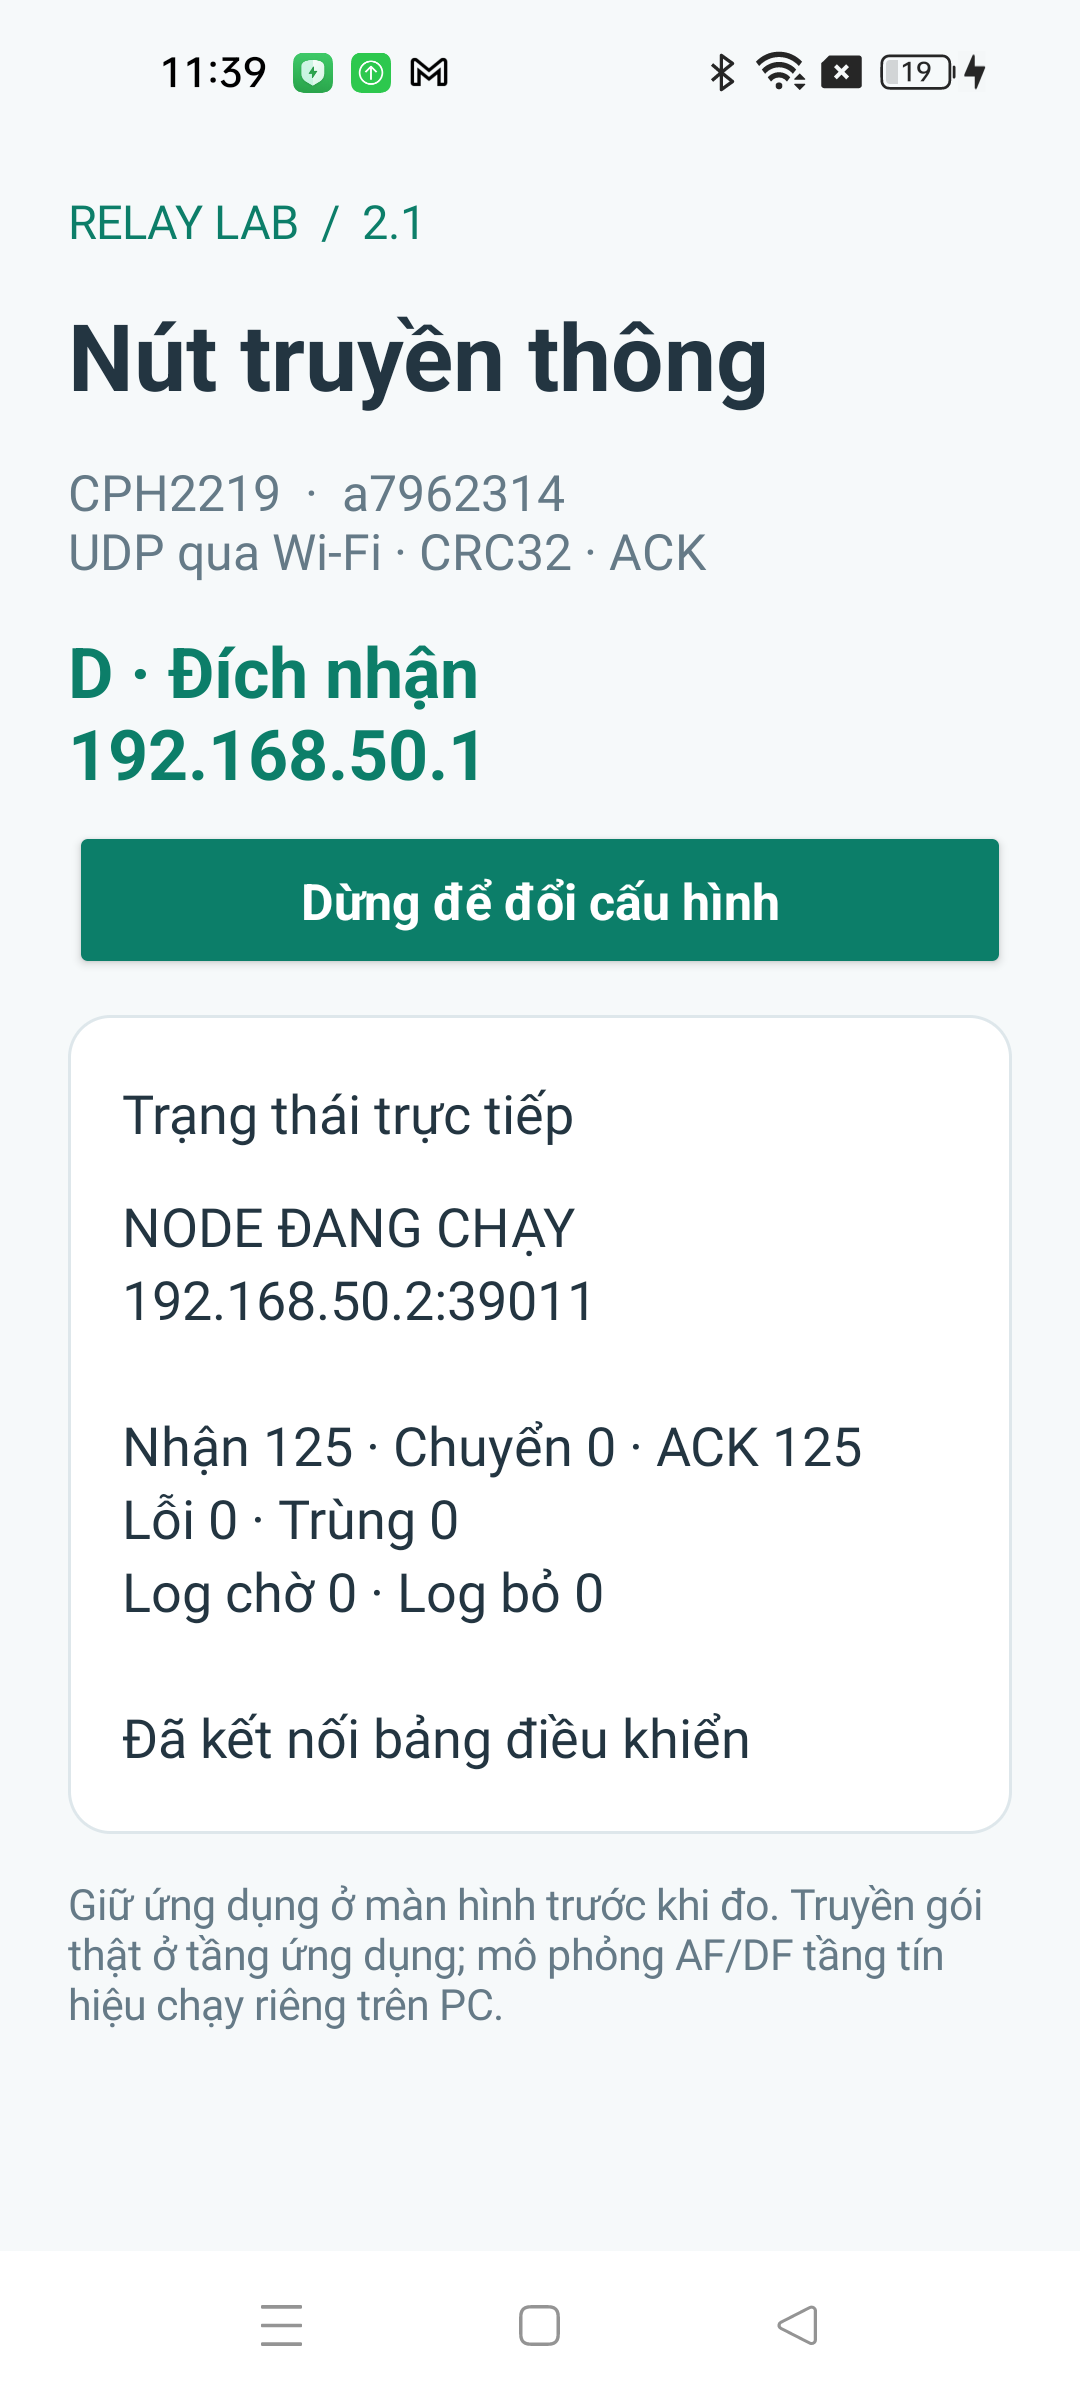 11:39
19
RELAY LAB / 2.1
Nút truyền thông
CPH2219 · a7962314
UDP qua Wi-Fi · CRC32 · ACK
D · Đích nhận
192.168.50.1
Dừng để đổi cấu hình
Trạng thái trực tiếp
NODE ĐANG CHẠY
192.168.50.2:39011
Nhận 125 · Chuyển 0 · ACK 125
Lỗi 0 · Trùng 0
Log chờ 0 · Log bỏ 0
Đã kết nối bảng điều khiển
Giữ ứng dụng ở màn hình trước khi đo. Truyền gói
thật ở tầng ứng dụng; mô phỏng AF/DF tầng tín
hiệu chạy riêng trên PC.